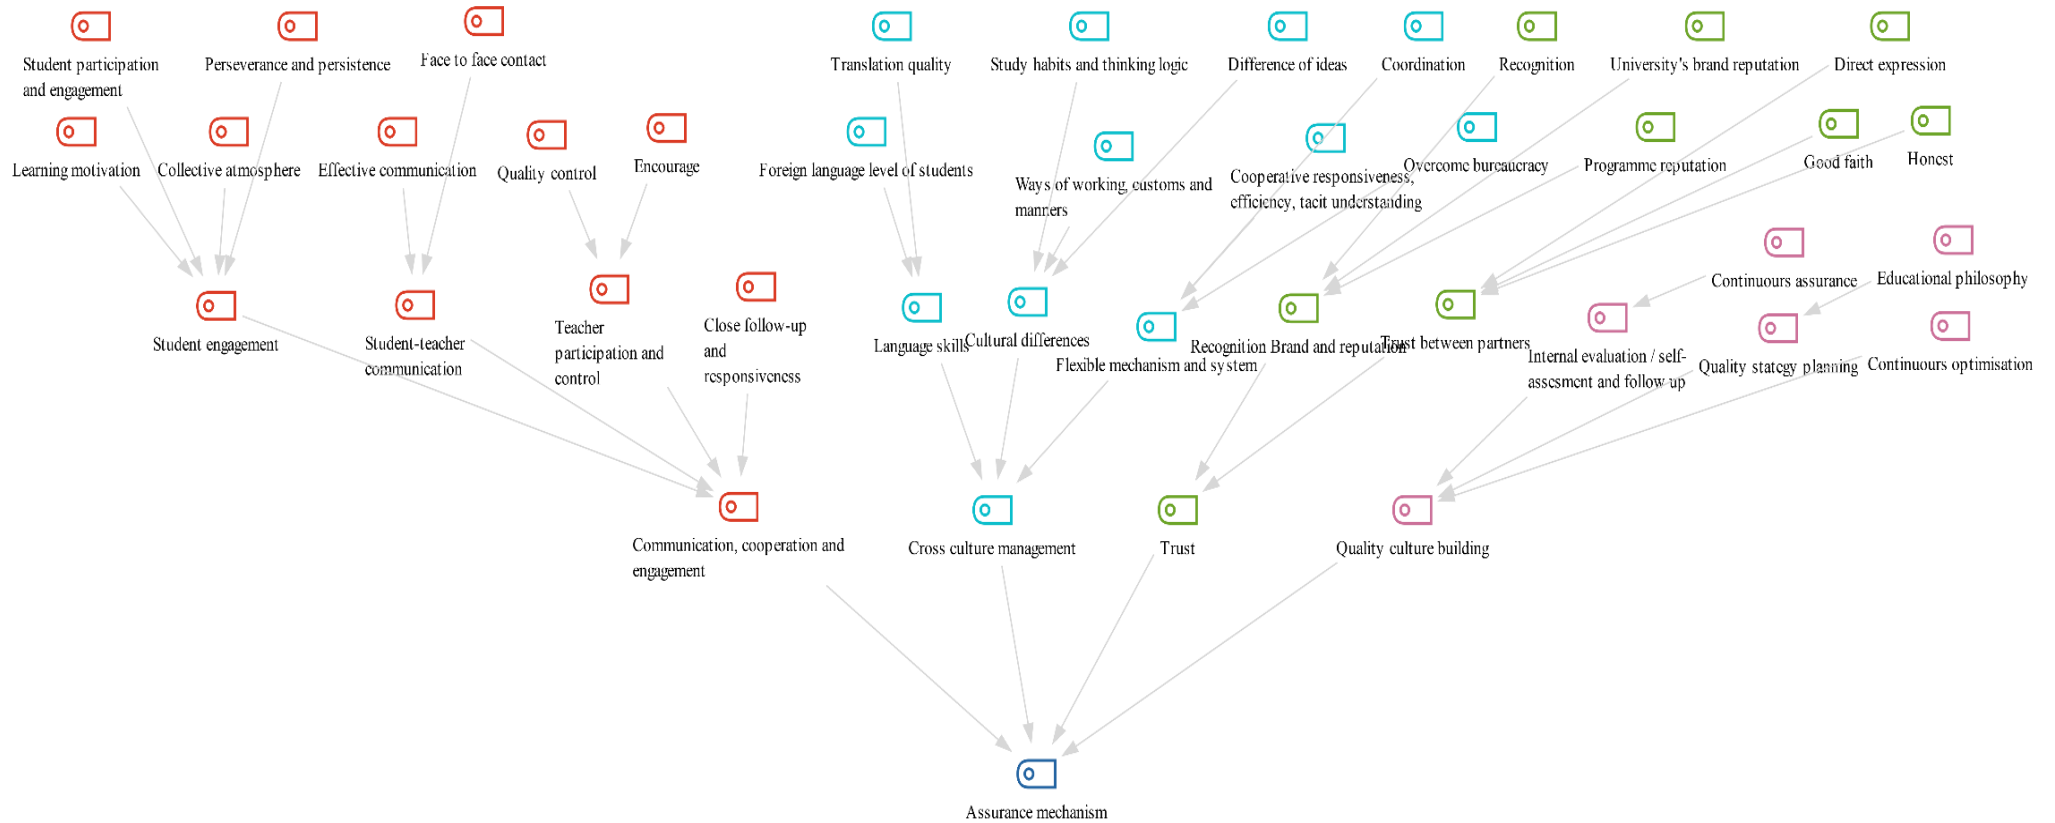 Student participation
and engagement
Perseverance and persistence
Face to face contact
Translation quality
Study habits and thinking logic
Difference of ideas
Coordination
Recognition
University's brand reputation
Direct expression
Learning motivation
Collective atmosphere
Effective communication
Quality control
Encourage
Foreign language level of students
Ways of working, customs and
manners
Cooperative responsiveness,
efficiency, tacit understanding
Overcome bureaucracy
Programme reputation
Good faith
Honest
Continuours assurance
Educational philosophy
Student engagement
Student-teacher
communication
Teacher
participation and
control
Close follow-up
and
responsiveness
Language skills
Cultural differences
Flexible mechanism and system
Recognition Brand and reputation
Trust between partners
Internal evaluation / self-
assesment and follow up
Quality stategy planning
Continuours optimisation
Communication, cooperation and
engagement
Cross culture management
Trust
Quality culture building
Assurance mechanism